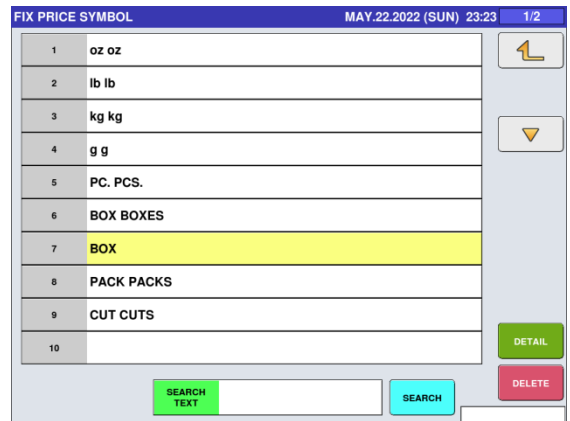 FIX PRICE SYMBOL MAY.22.2022 (SUN) 23:23 1/2
1 oz oz
2 lb lb
3 kg kg
4 g g
5 PC. PCS.
6 BOX BOXES
7 BOX
8 PACK PACKS
9 CUT CUTS
10
DETAIL
DELETE
SEARCH
TEXT
SEARCH